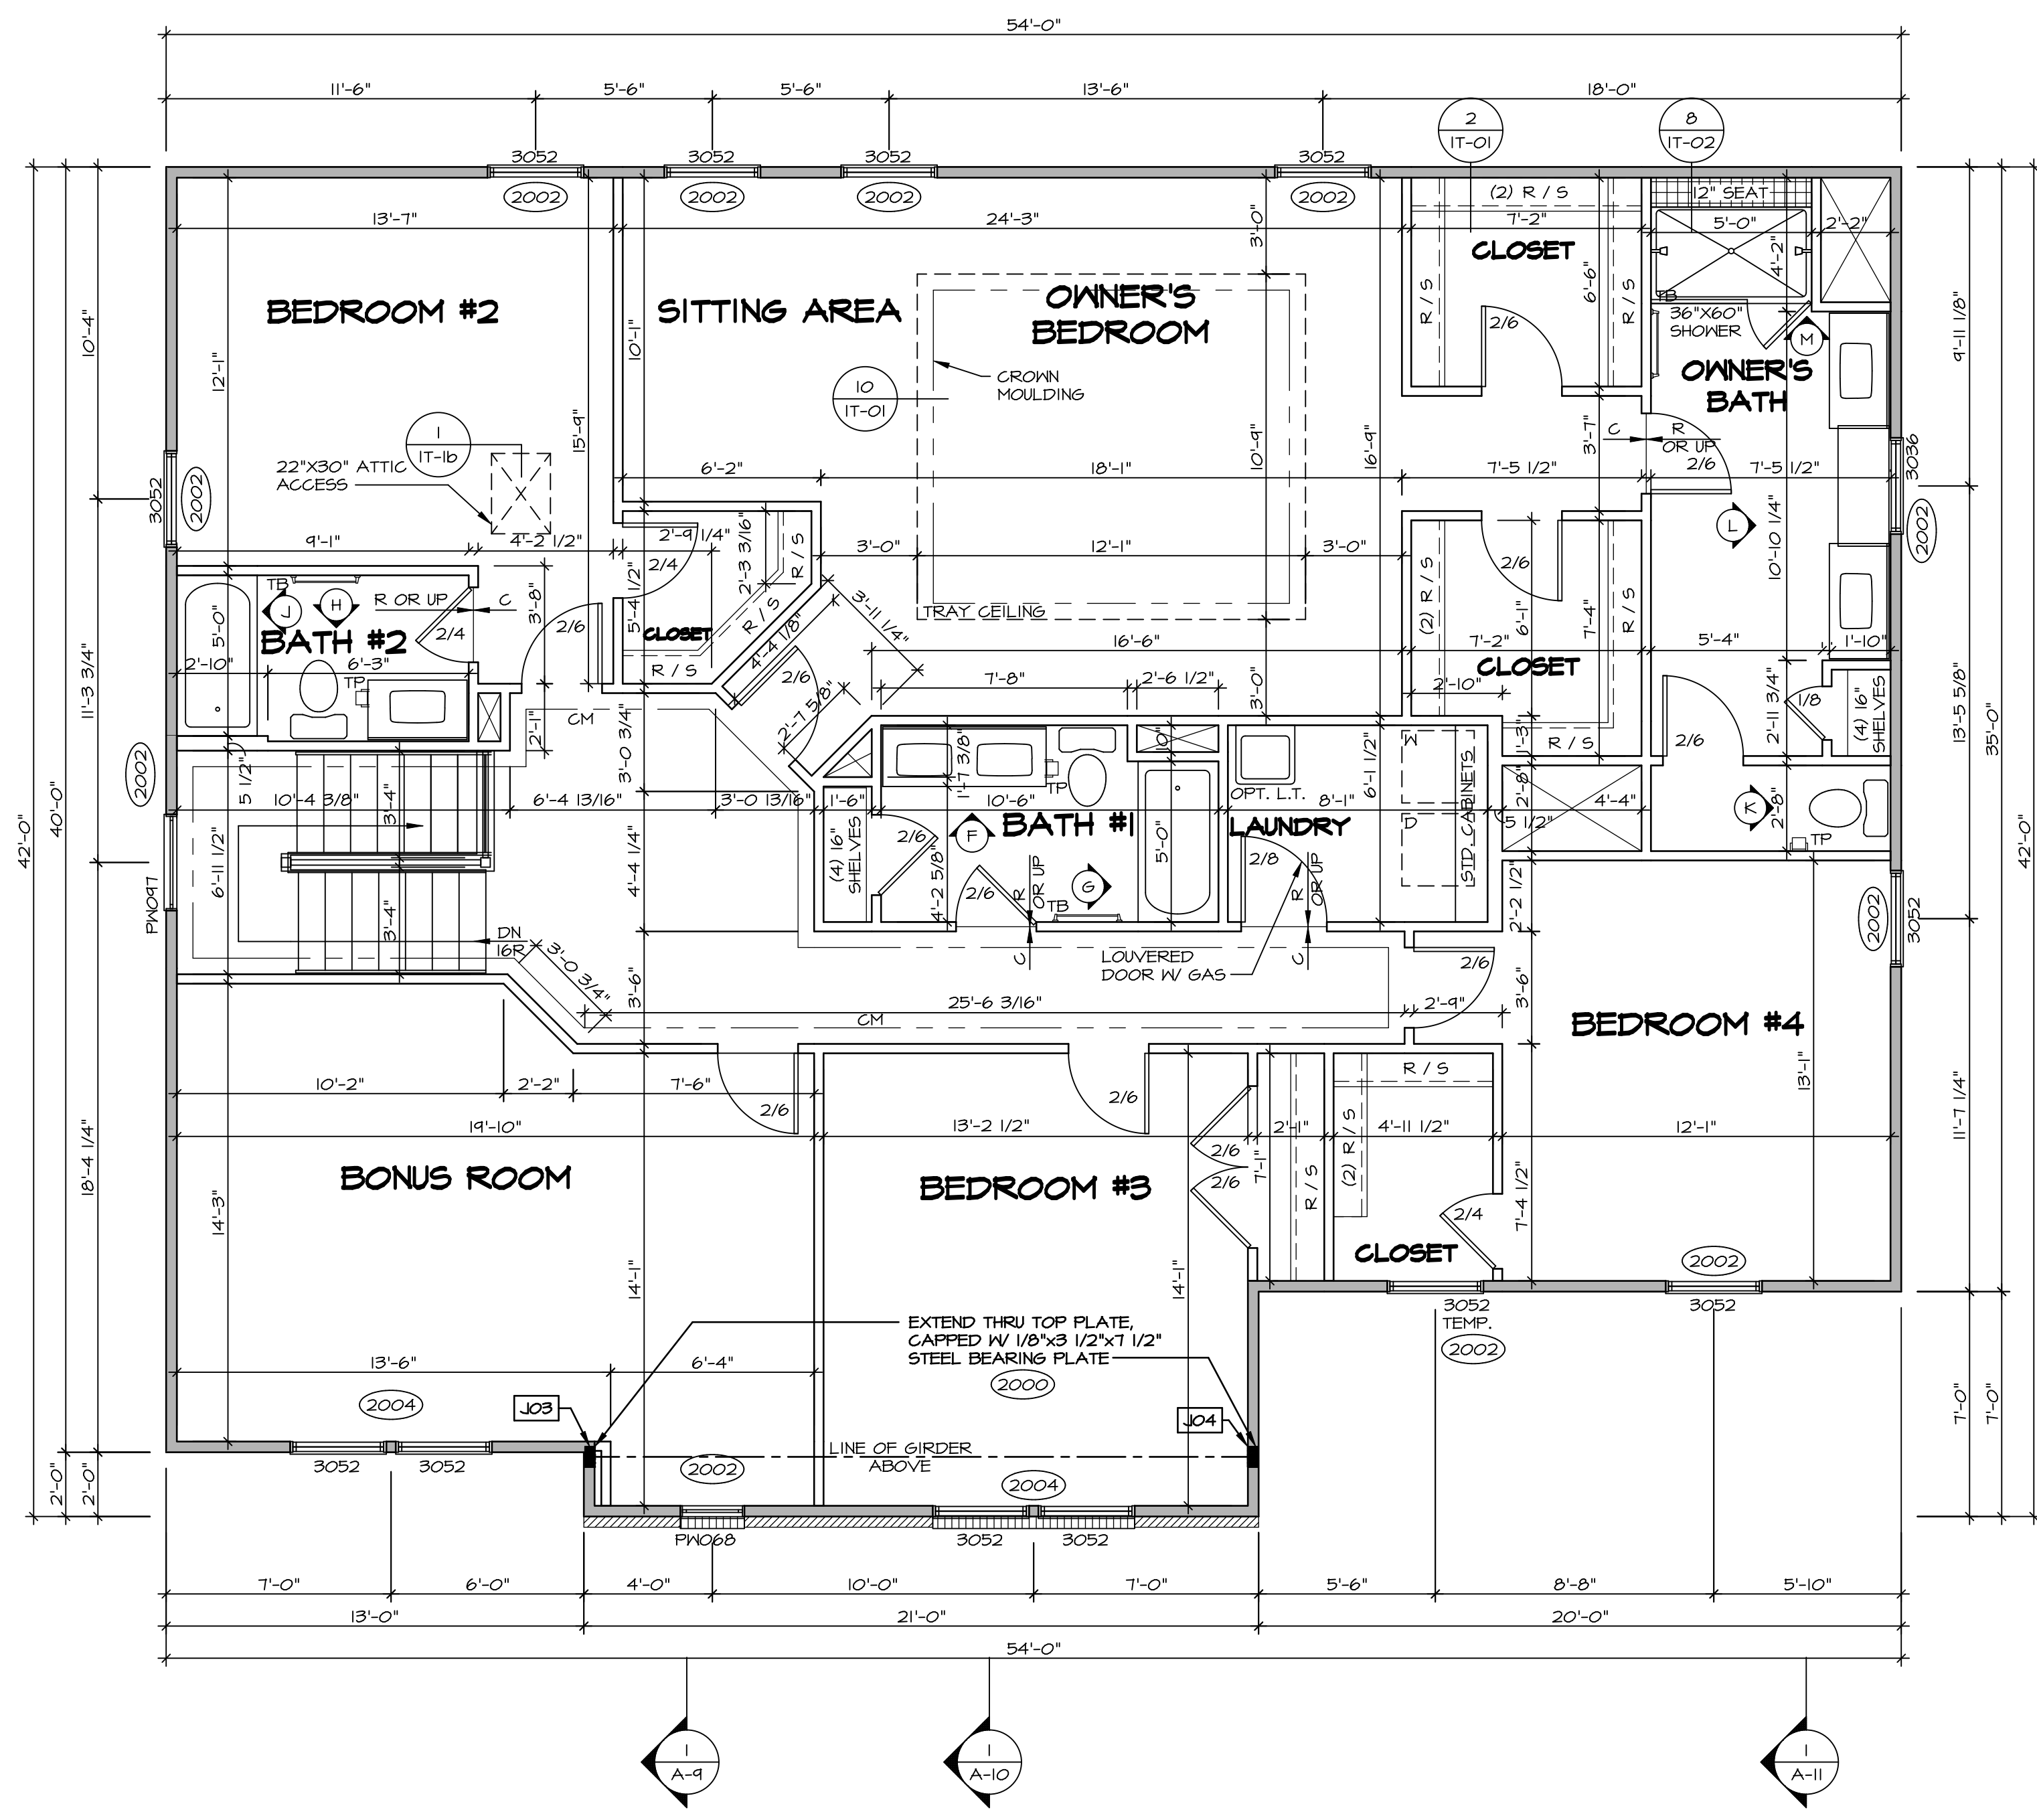 54'-0"
11'-6" 5'-6" 5'-6" 13'-6" 18'-0"
2 8
IT-01 IT-02
3052 3052 3052 3052
2002 2002 2002 2002
(2) R / S 12" SEAT
13'-7" 24'-3" 3'-0" 7'-2" 5'-0" 2'-2"
CLOSET
4'-2"
6'-6"
R / S R / S
BEDROOM #2 SITTING AREA OWNER'S
BEDROOM
TB
36"X60"
SHOWER
2/6
M
10'-4" 12'-1" 10'-1" 9'-11 1/8"
CROWN
MOULDING
OWNER'S
BATH
10
IT-01
1
IT-1b
15'-9" 10'-9" 16'-9" 3'-7"
C R
OR UP
2/6
3036
2002
22"X30" ATTIC
ACCESS
6'-2" 18'-1" 7'-5 1/2" 7'-5 1/2"
3052 2002
L
10'-10 1/4"
9'-1" 4'-2 1/2" 2'-9 1/4" 2'-3 3/16" R / S 3'-0" 12'-1" 3'-0"
2/4 2/6
TB R OR UP C 3'-8" 5'-4 1/2"
J H
5'-0"
2/4 2/6
3'-11 1/4"
TRAY CEILING
(2) R / S 6'-1" 7'-4" R / S
BATH #2 CLOSET R / S 4'-4 1/8"
16'-6" 7'-2" 5'-4" 1'-10"
2'-10" 6'-3" R / S 2/6 CLOSET
TP
7'-8" 2'-6 1/2" 3'-0" 2'-10"
11'-3 3/4" 13'-5 5/8" 35'-0"
CM 2'-1" 3'-0 3/4" 2'-7 5/8"
1'-3" R / S 2/6 2'-11 3/4" 1/8 (4) 16"
SHELVES
2002
5 1/2" 1'-7 3/8" 1'-0" 6'-1 1/2" W 2'-8"
10'-4 3/8" 3'-4" 6'-4 13/16" 3'-0 13/16" 1'-6" 10'-6" TP OPT. L.T. 8'-1" STD. CABINETS 4'-4" K 2'-8"
5 1/2"
TP
F BATH #1 LAUNDRY D
42'-0" 40'-0" 42'-0"
6'-11 1/2" 4'-4 1/4" (4) 16"
SHELVES
2/6 4'-2 5/8" 5'-0" 2/8
2/6 R
OR UP
G
TB
R
OR UP
2'-2 1/2"
PW097 3'-4" 2002 3052
DN
16R
3'-0 3/4" 3'-6" C C
LOUVERED
DOOR W/ GAS
2/6
3'-6"
25'-6 3/16" 2'-9"
CM
BEDROOM #4
13'-1"
10'-2" 2'-2" 7'-6" R / S
2/6 2/6
19'-10" 13'-2 1/2" 2'-1" 4'-11 1/2" 12'-1"
2/6
(2) R / S
7'-1"
11'-7 1/4"
18'-4 1/4"
BONUS ROOM BEDROOM #3
2/6
R / S
14'-3" 7'-4 1/2" 2/4
CLOSET
2002
14'-1" 14'-1"
3052 3052
TEMP.
2002
EXTEND THRU TOP PLATE,
CAPPED W/ 1/8"x3 1/2"x7 1/2"
STEEL BEARING PLATE
13'-6" 6'-4"
2000
2004 J03 J04
7'-0" 7'-0"
LINE OF GIRDER
ABOVE
3052 3052
2002 2004
2'-0" 2'-0"
PW068 3052 3052
7'-0" 6'-0" 4'-0" 10'-0" 7'-0" 5'-6" 8'-8" 5'-10"
13'-0" 21'-0" 20'-0"
54'-0"
1 1 1
A-9 A-10 A-11